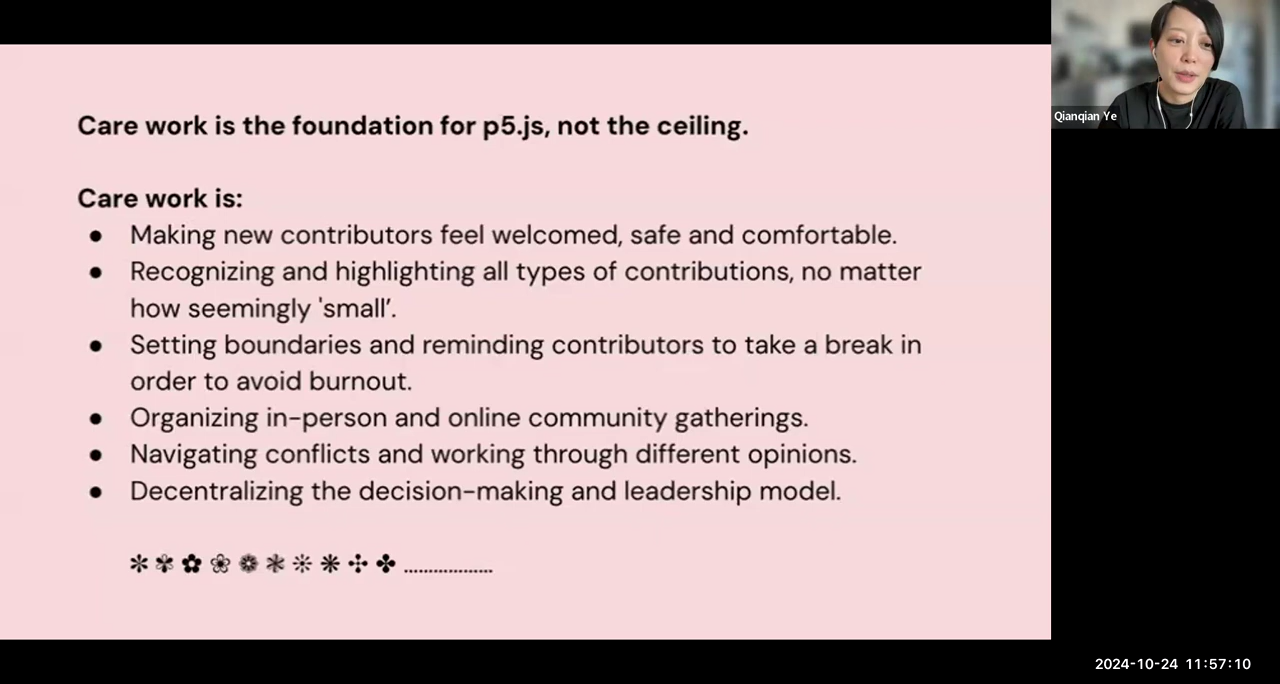 Care work is the foundation for p5.js, not the ceiling.
Care work is:
● Making new contributors feel welcomed, safe and comfortable.
● Recognizing and highlighting all types of contributions, no matter
how seemingly 'small’.
● Setting boundaries and reminding contributors to take a break in
order to avoid burnout.
● Organizing in-person and online community gatherings.
● Navigating conflicts and working through different opinions.
● Decentralizing the decision-making and leadership model.
✻ ✾ ✿ ❀ ❁ ❃ ፨ ❋ ✣ ✤ ..................
Qianqian Ye
2024-10-24 11:57:10